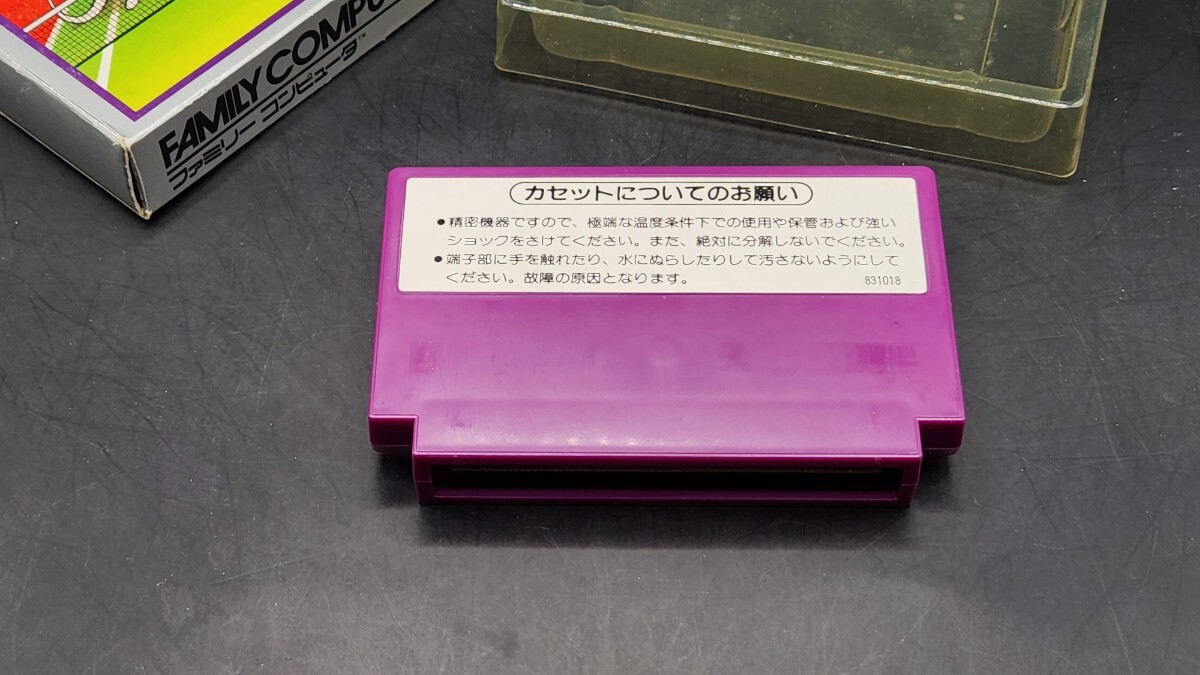 FAMILY COMPU
ファミリー コンピュータ™
カセットについてのお願い
●精密機器ですので、極端な温度条件下での使用や保管および強い
ショックをさけてください。また、絶対に分解しないでください。
●端子部に手を触れたり、水にぬらしたりして汚さないようにして
ください。故障の原因となります。
831018